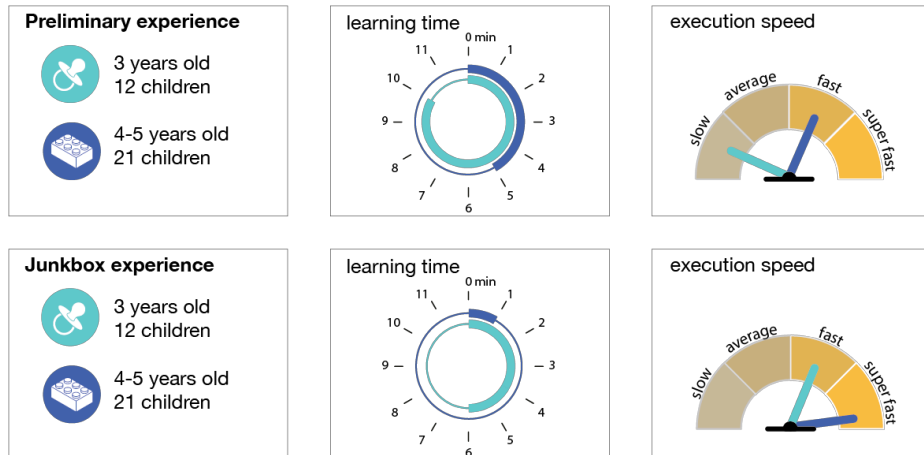 Preliminary experience
3 years old
12 children
4-5 years old
21 children
learning time
0 min
1
2
3
4
5
6
7
8
9
10
11
execution speed
slow
average
fast
super fast
Junkbox experience
3 years old
12 children
4-5 years old
21 children
learning time
0 min
1
2
3
4
5
6
7
8
9
10
11
execution speed
slow
average
fast
super fast